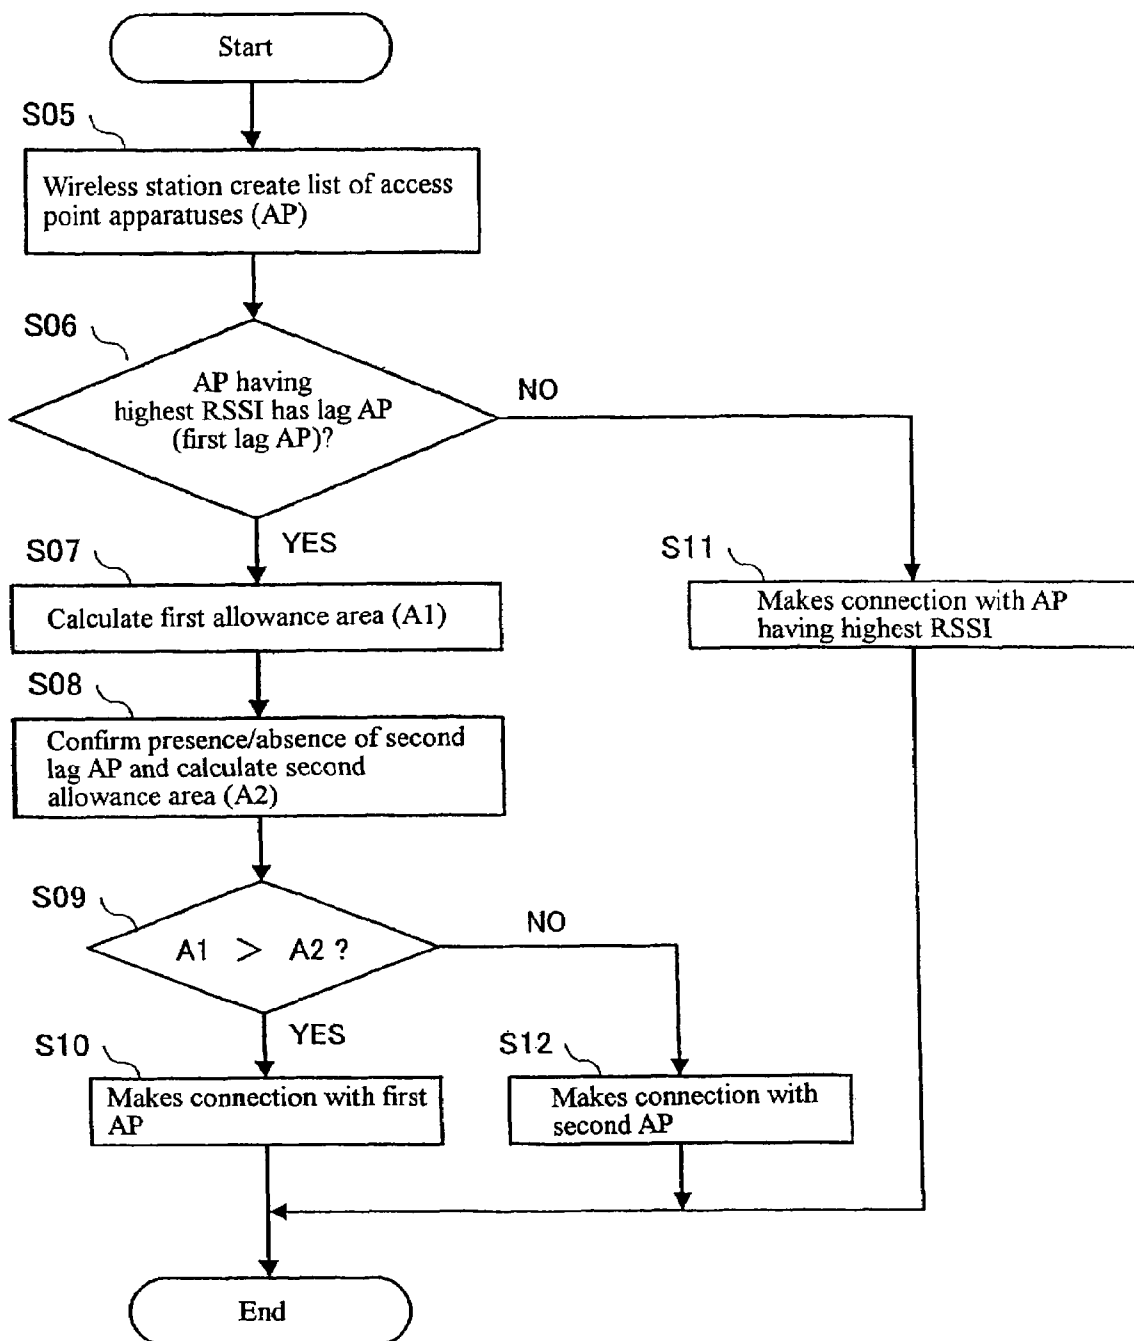 Start
S05
Wireless station create list of access
point apparatuses (AP)
S06
AP having
highest RSSI has lag AP
(first lag AP)?
NO
YES
S07
Calculate first allowance area (A1)
S11
Makes connection with AP
having highest RSSI
S08
Confirm presence/absence of second
lag AP and calculate second
allowance area (A2)
S09
A1 > A2 ?
NO
YES
S10
Makes connection with first
AP
S12
Makes connection with
second AP
End